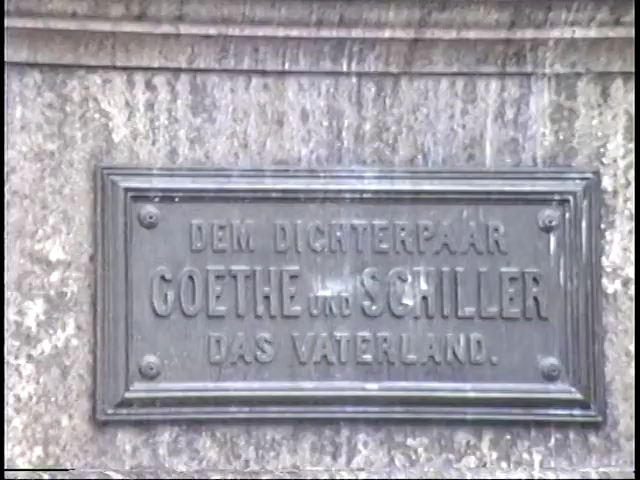 DEM DICHTERPAAR
GOETHE UND SCHILLER
DAS VATERLAND.